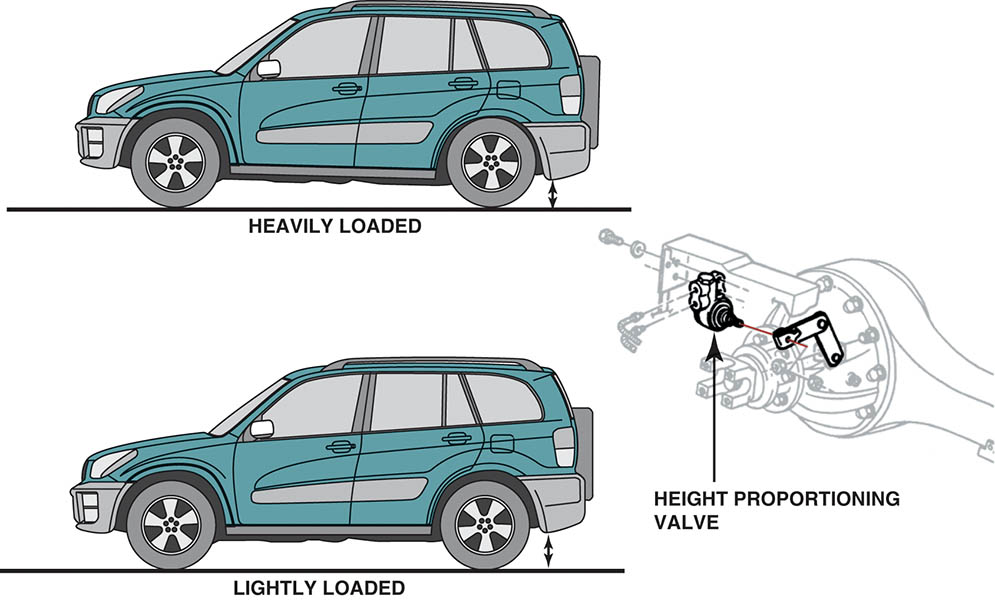 HEAVILY LOADED
HEIGHT PROPORTIONING
VALVE
LIGHTLY LOADED